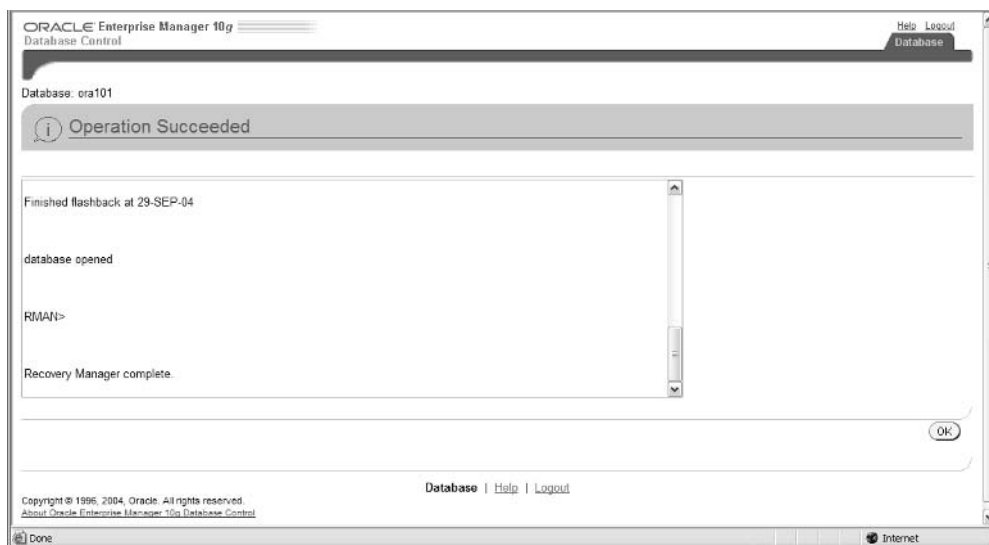 ORACLE Enterprise Manager 10g
Database Control
Help Logout
Database
Database: ora101
i Operation Succeeded
Finished flashback at 29-SEP-04
database opened
RMAN>
Recovery Manager complete.
OK
Database | Help | Logout
Copyright © 1996, 2004, Oracle. All rights reserved.
About Oracle Enterprise Manager 10g Database Control
Done
Internet